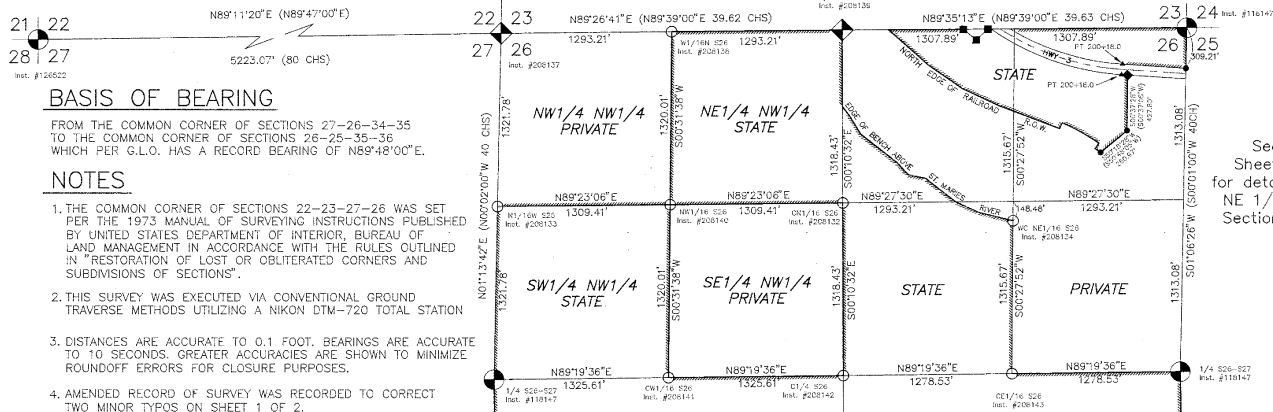 21 22
28 27
Inst. #126522
N89°11'20"E (N89°47'00"E)
5223.07' (80 CHS)
22 23
27 26
Inst. #208137
N89°26'41"E (N89°39'00"E 39.62 CHS)
1293.21'
W1/16N S26
Inst. #208138
1293.21'
Inst. #208139
N89°35'13"E (N89°39'00"E 39.63 CHS)
1307.89'
1307.89'
23 24
26 25
Inst. #118147
309.21'
HWY-3
PT 200+18.0
PT 200+16.0
STATE
NORTH EDGE OF RAILROAD R.O.W.
BASIS OF BEARING
FROM THE COMMON CORNER OF SECTIONS 27-26-34-35
TO THE COMMON CORNER OF SECTIONS 26-25-35-36
WHICH PER G.L.O. HAS A RECORD BEARING OF N89°48'00"E.
NOTES
1. THE COMMON CORNER OF SECTIONS 22-23-27-26 WAS SET
PER THE 1973 MANUAL OF SURVEYING INSTRUCTIONS PUBLISHED
BY UNITED STATES DEPARTMENT OF INTERIOR, BUREAU OF
LAND MANAGEMENT IN ACCORDANCE WITH THE RULES OUTLINED
IN "RESTORATION OF LOST OR OBLITERATED CORNERS AND
SUBDIVISIONS OF SECTIONS".
2. THIS SURVEY WAS EXECUTED VIA CONVENTIONAL GROUND
TRAVERSE METHODS UTILIZING A NIKON DTM-720 TOTAL STATION
3. DISTANCES ARE ACCURATE TO 0.1 FOOT. BEARINGS ARE ACCURATE
TO 10 SECONDS. GREATER ACCURACIES ARE SHOWN TO MINIMIZE
ROUNDOFF ERRORS FOR CLOSURE PURPOSES.
4. AMENDED RECORD OF SURVEY WAS RECORDED TO CORRECT
TWO MINOR TYPOS ON SHEET 1 OF 2.
N01°13'42"E (N00°02'00"W 40 CHS)
1321.78'
1321.78'
NW1/4 NW1/4
PRIVATE
1320.01'
S00°31'38"W
NE1/4 NW1/4
STATE
1318.43'
S00°10'32"E
EDGE OF BENCH ABOVE ST. MARIES RIVER
1315.67'
S00°27'52"W
1313.08'
S01°06'26"W (S00°01'00"W 40CH)
N89°23'06"E
1309.41'
N1/16W S25
Inst. #208133
N89°23'06"E
1309.41'
NW1/16 S26
Inst. #208140
CN1/16 S26
Inst. #208132
N89°27'30"E
1293.21'
148.48'
N89°27'30"E
1293.21'
WC NE1/16 S26
Inst. #208134
SW1/4 NW1/4
STATE
1320.01'
S00°31'38"W
SE1/4 NW1/4
PRIVATE
1318.43'
S00°10'32"E
STATE
1315.67'
S00°27'52"W
PRIVATE
1313.08'
N89°19'36"E
1325.61'
1/4 S26-S27
Inst. #118147
N89°19'36"E
1325.61'
CW1/16 S26
Inst. #208141
C1/4 S26
Inst. #208142
N89°19'36"E
1278.53'
N89°19'36"E
1278.53'
CE1/16 S26
Inst. #208143
1/4 S26-S27
Inst. #118147
Se
Sheet
for deta
NE 1/
Section